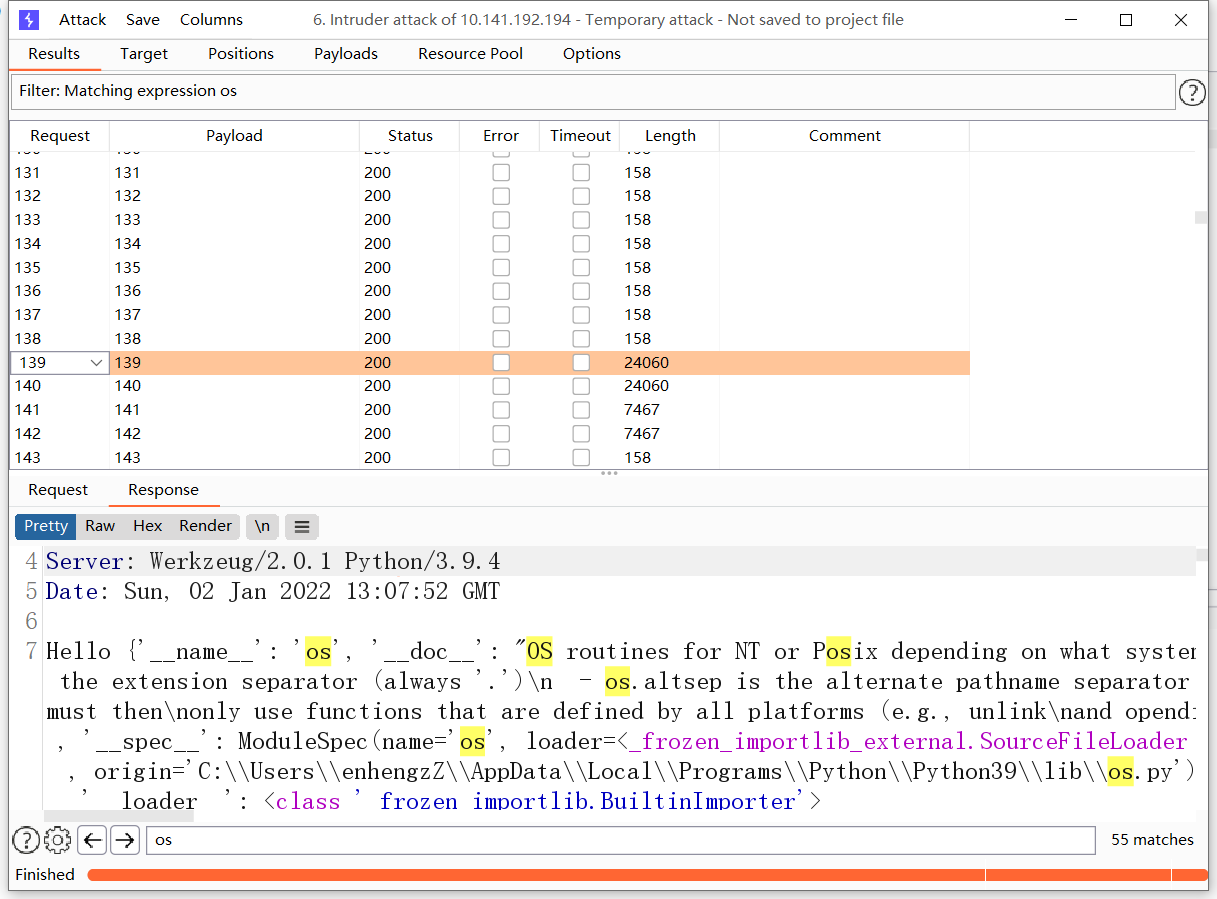 Attack Save Columns 6. Intruder attack of 10.141.192.194 - Temporary attack - Not saved to project file
Results Target Positions Payloads Resource Pool Options
Filter: Matching expression os
Request Payload Status Error Timeout Length Comment
131 131 200 158
132 132 200 158
133 133 200 158
134 134 200 158
135 135 200 158
136 136 200 158
137 137 200 158
138 138 200 158
139 139 200 24060
140 140 200 24060
141 141 200 7467
142 142 200 7467
143 143 200 158
Request Response
Pretty Raw Hex Render \n
4 Server: Werkzeug/2.0.1 Python/3.9.4
5 Date: Sun, 02 Jan 2022 13:07:52 GMT
6
7 Hello {'__name__': 'os', '__doc__': "OS routines for NT or Posix depending on what system
the extension separator (always '.')\n  - os.altsep is the alternate pathname separator
must then\nonly use functions that are defined by all platforms (e.g., unlink\nand opendi
, '__spec__': ModuleSpec(name='os', loader=<_frozen_importlib_external.SourceFileLoader
, origin='C:\\Users\\enhengzZ\\AppData\\Local\\Programs\\Python\\Python39\\lib\\os.py')
'__loader__': <class '_frozen_importlib.BuiltinImporter'>
os 55 matches
Finished